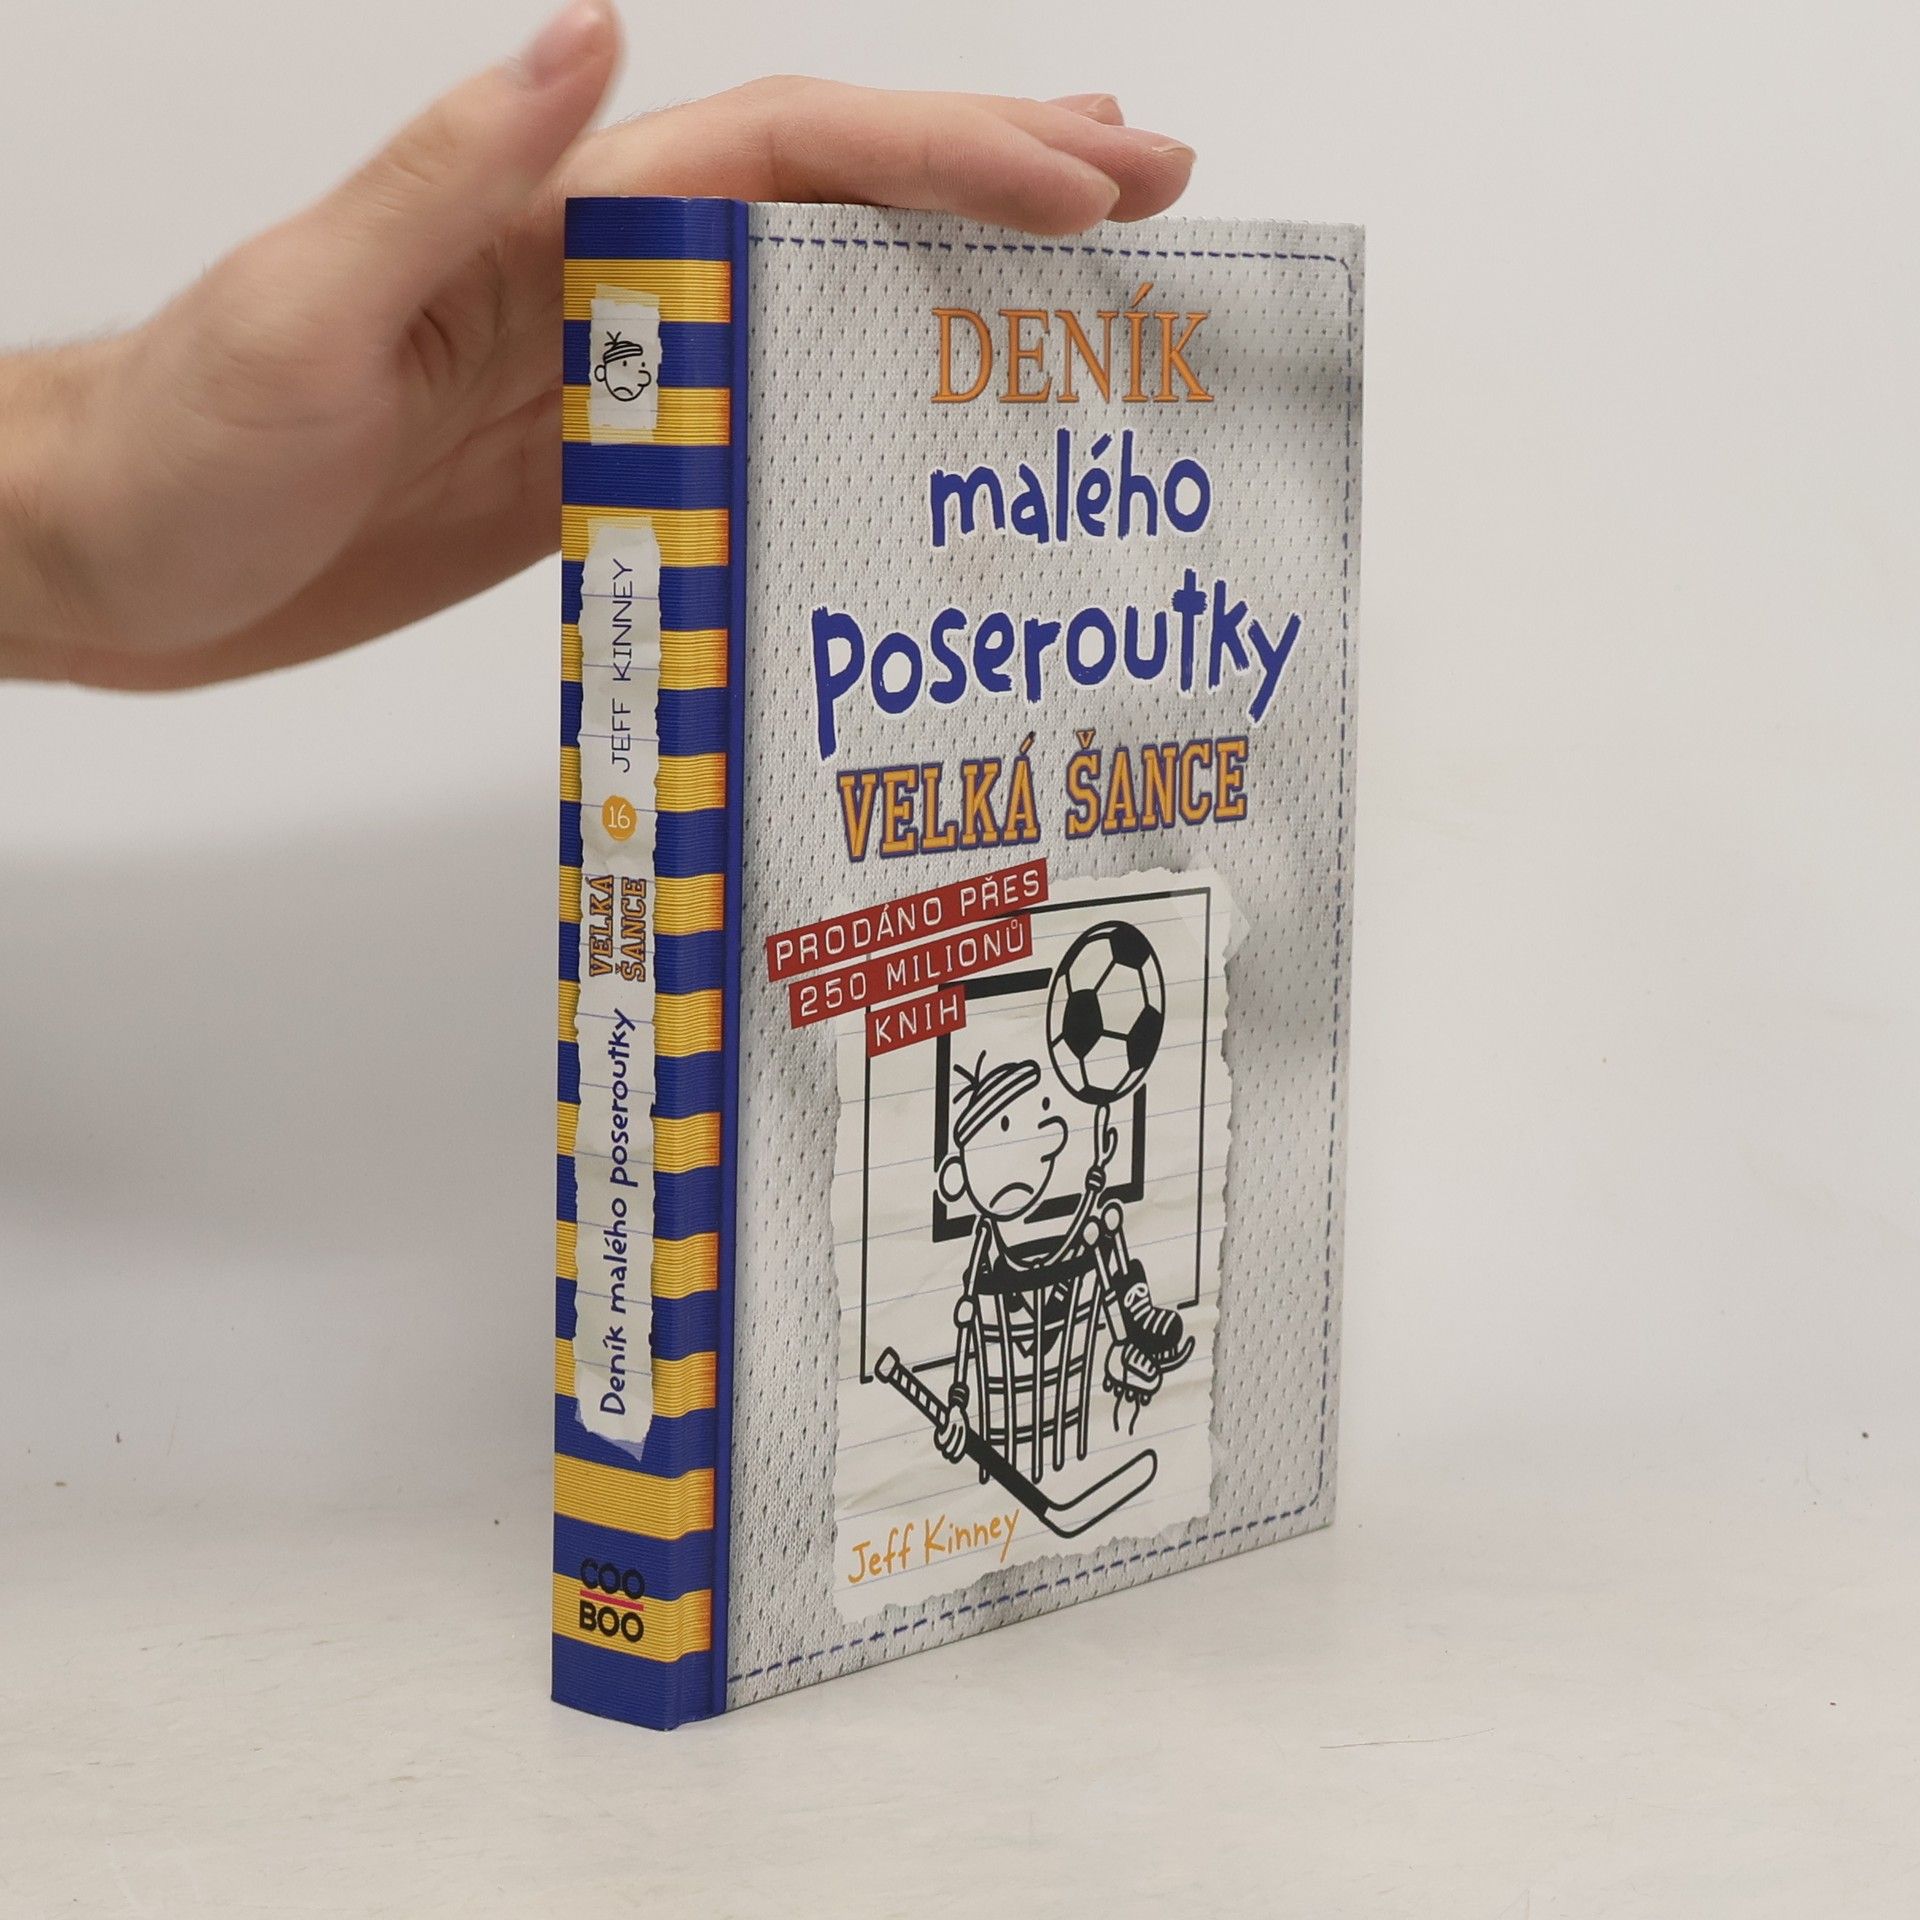 DENÍK
malého
poseroutky
VELKÁ ŠANCE
PRODÁNO PŘES
250 MILIONŮ
KNIH
Jeff Kinney
Deník malého poseroutky
VELKÁ
ŠANCE
16
JEFF KINNEY
COO
BOO